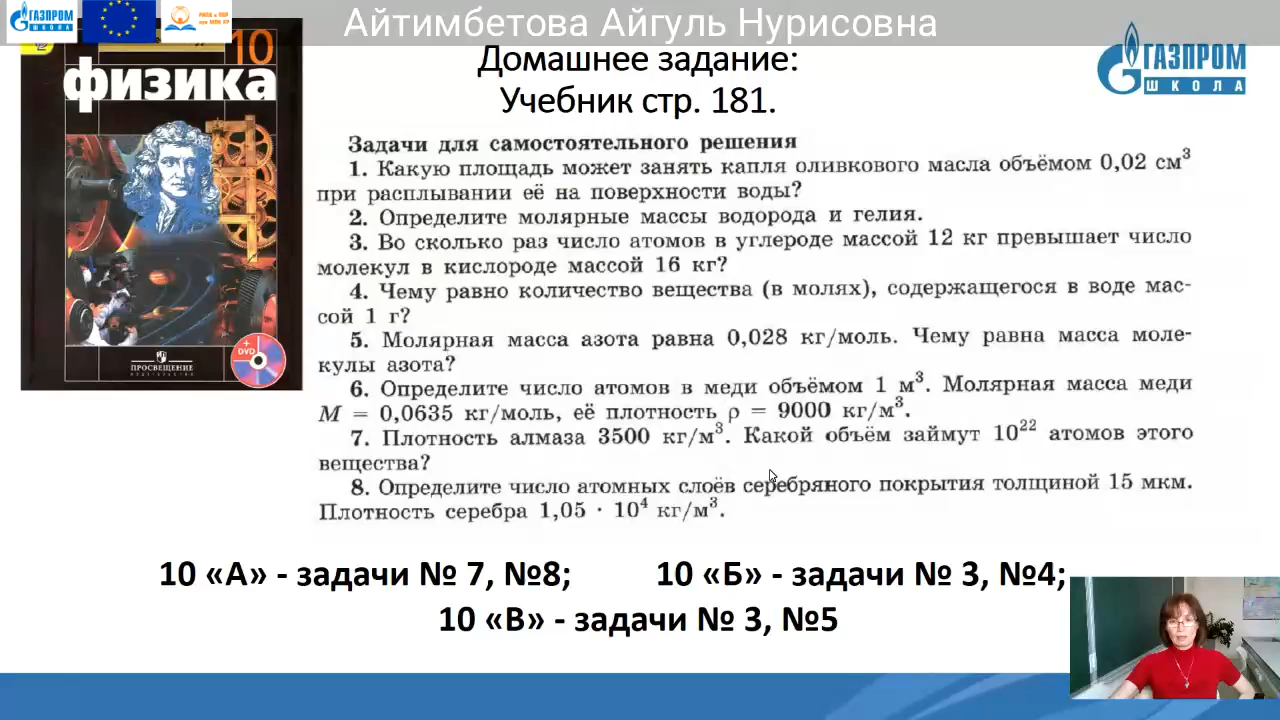 Айтимбетова Айгуль Нурисовна
ГАЗПРОМ
ШКОЛА
10
физика
+
DVD
ПРОСВЕЩЕНИЕ
ГАЗПРОМ
ШКОЛА
Домашнее задание:
Учебник стр. 181.
Задачи для самостоятельного решения
1. Какую площадь может занять капля оливкового масла объёмом 0,02 см³
при расплывании её на поверхности воды?
2. Определите молярные массы водорода и гелия.
3. Во сколько раз число атомов в углероде массой 12 кг превышает число
молекул в кислороде массой 16 кг?
4. Чему равно количество вещества (в молях), содержащегося в воде мас-
сой 1 г?
5. Молярная масса азота равна 0,028 кг/моль. Чему равна масса моле-
кулы азота?
6. Определите число атомов в меди объёмом 1 м³. Молярная масса меди
M = 0,0635 кг/моль, её плотность ρ = 9000 кг/м³.
7. Плотность алмаза 3500 кг/м³. Какой объём займут 10²² атомов этого
вещества?
8. Определите число атомных слоёв серебряного покрытия толщиной 15 мкм.
Плотность серебра 1,05 · 10⁴ кг/м³.
10 «А» - задачи № 7, №8; 10 «Б» - задачи № 3, №4;
10 «В» - задачи № 3, №5